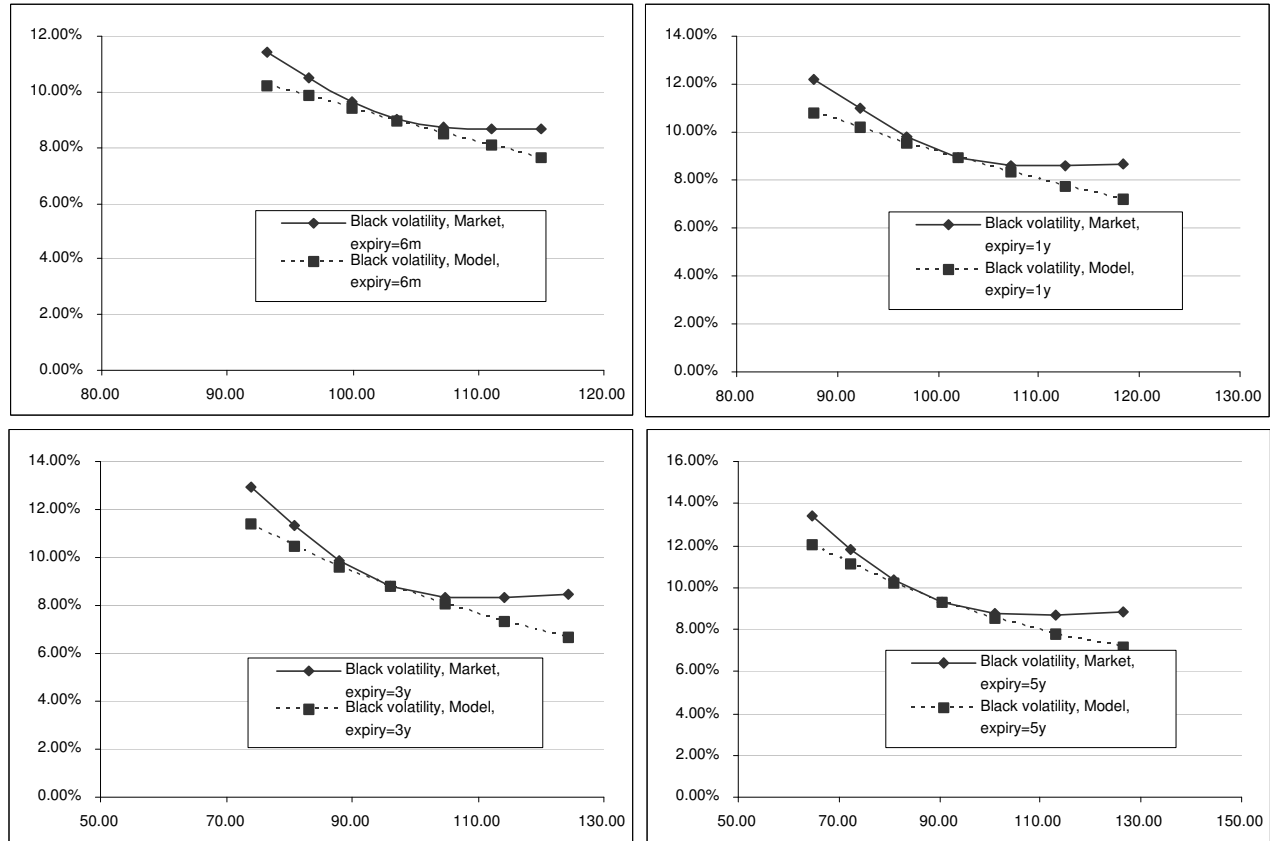 12.00%
10.00%
8.00%
6.00%
4.00%
2.00%
0.00%
80.00 90.00 100.00 110.00 120.00
Black volatility, Market,
expiry=6m
Black volatility, Model,
expiry=6m
14.00%
12.00%
10.00%
8.00%
6.00%
4.00%
2.00%
0.00%
80.00 90.00 100.00 110.00 120.00 130.00
Black volatility, Market,
expiry=1y
Black volatility, Model,
expiry=1y
14.00%
12.00%
10.00%
8.00%
6.00%
4.00%
2.00%
0.00%
50.00 70.00 90.00 110.00 130.00
Black volatility, Market,
expiry=3y
Black volatility, Model,
expiry=3y
16.00%
14.00%
12.00%
10.00%
8.00%
6.00%
4.00%
2.00%
0.00%
50.00 70.00 90.00 110.00 130.00 150.00
Black volatility, Market,
expiry=5y
Black volatility, Model,
expiry=5y